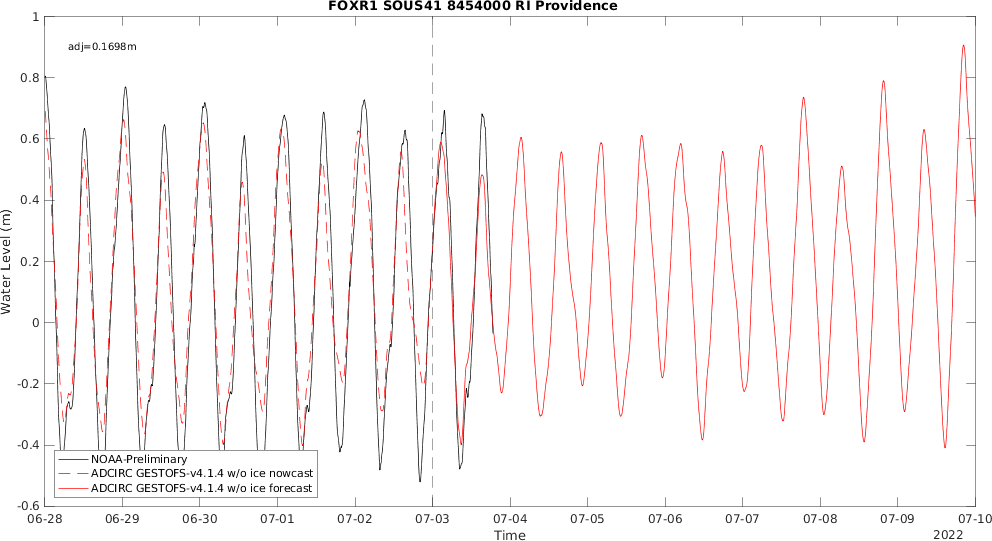 FOXR1 SOUS41 8454000 RI Providence
adj=0.1698m
Water Level (m)
1
0.8
0.6
0.4
0.2
0
-0.2
-0.4
-0.6
NOAA-Preliminary
ADCIRC GESTOFS-v4.1.4 w/o ice nowcast
ADCIRC GESTOFS-v4.1.4 w/o ice forecast
06-28 06-29 06-30 07-01 07-02 07-03 07-04 07-05 07-06 07-07 07-08 07-09 07-10
Time
2022